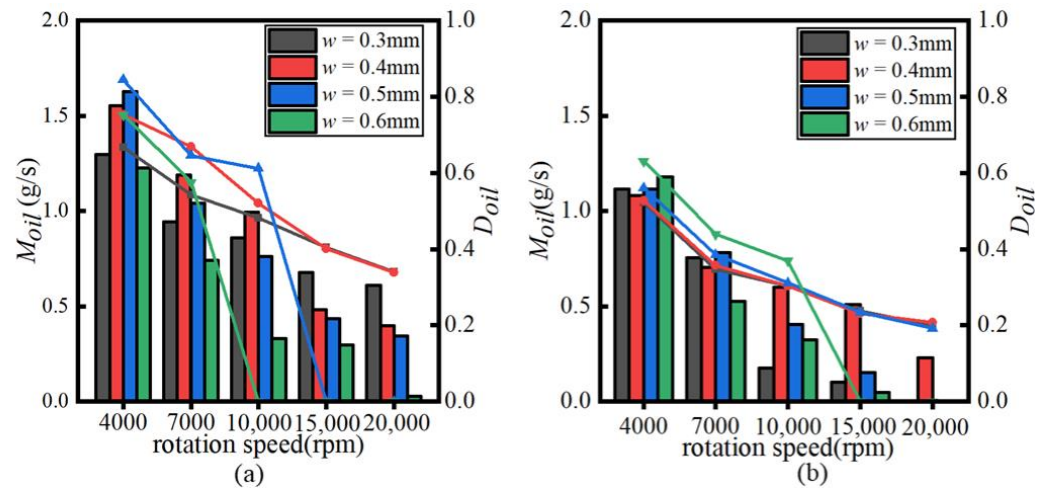 2.0
1.5
1.0
0.5
0.0
M_oil (g/s)
w = 0.3mm
w = 0.4mm
w = 0.5mm
w = 0.6mm
1.0
0.8
0.6
0.4
0.2
0.0
D_oil
4000 7000 10,000 15,000 20,000
rotation speed(rpm)
(a)
2.0
1.5
1.0
0.5
0.0
M_oil(g/s)
w = 0.3mm
w = 0.4mm
w = 0.5mm
w = 0.6mm
1.0
0.8
0.6
0.4
0.2
0.0
D_oil
4000 7000 10,000 15,000 20,000
rotation speed(rpm)
(b)